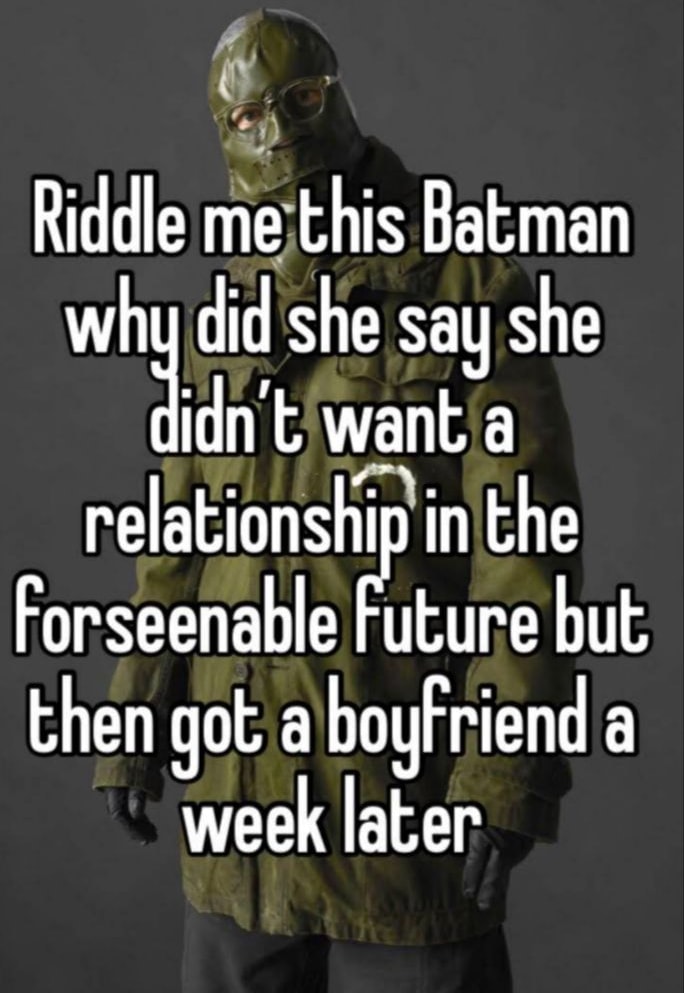 Riddle me this Batman
why did she say she
didn't want a
relationship in the
forseenable future but
then got a boyfriend a
week later